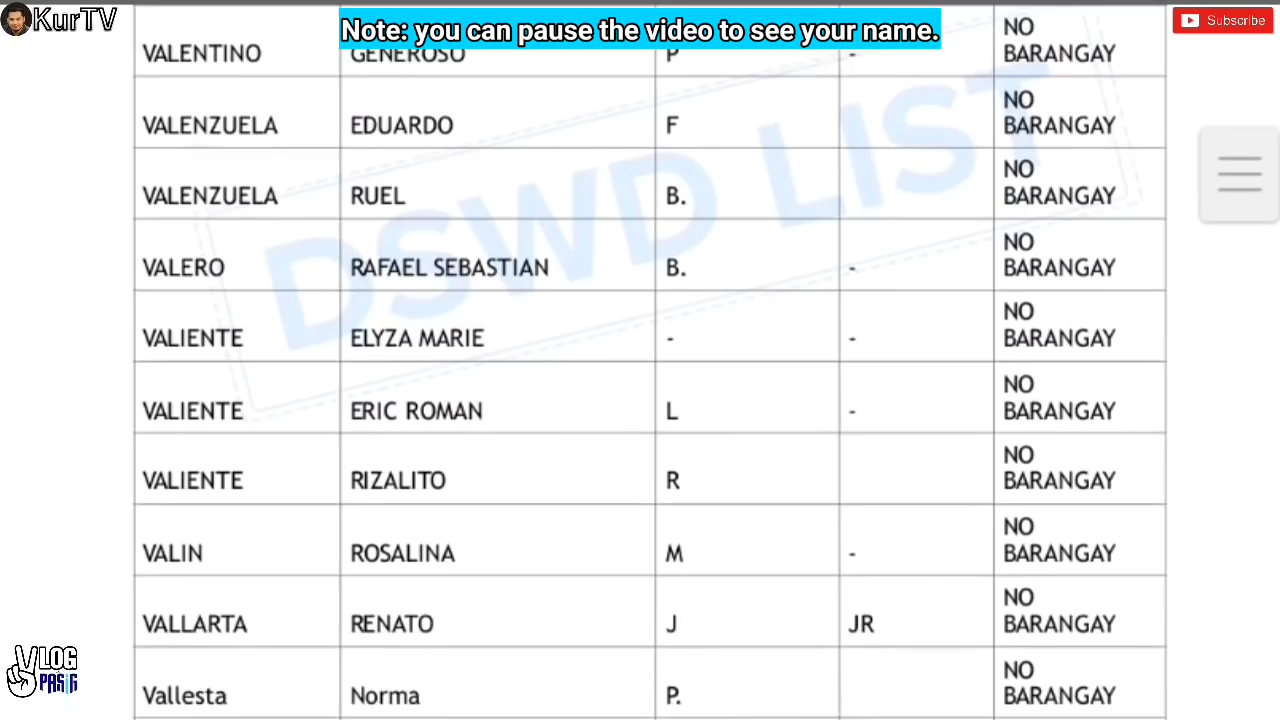 KurTV
Note: you can pause the video to see your name.
Subscribe
VALENTINO GENEROSO P - NO BARANGAY
VALENZUELA EDUARDO F NO BARANGAY
VALENZUELA RUEL B. NO BARANGAY
VALERO RAFAEL SEBASTIAN B. - NO BARANGAY
VALIENTE ELYZA MARIE - - NO BARANGAY
VALIENTE ERIC ROMAN L - NO BARANGAY
VALIENTE RIZALITO R NO BARANGAY
VALIN ROSALINA M - NO BARANGAY
VALLARTA RENATO J JR NO BARANGAY
Vallesta Norma P. NO BARANGAY
DSWD LIST
VLOG
PASIG